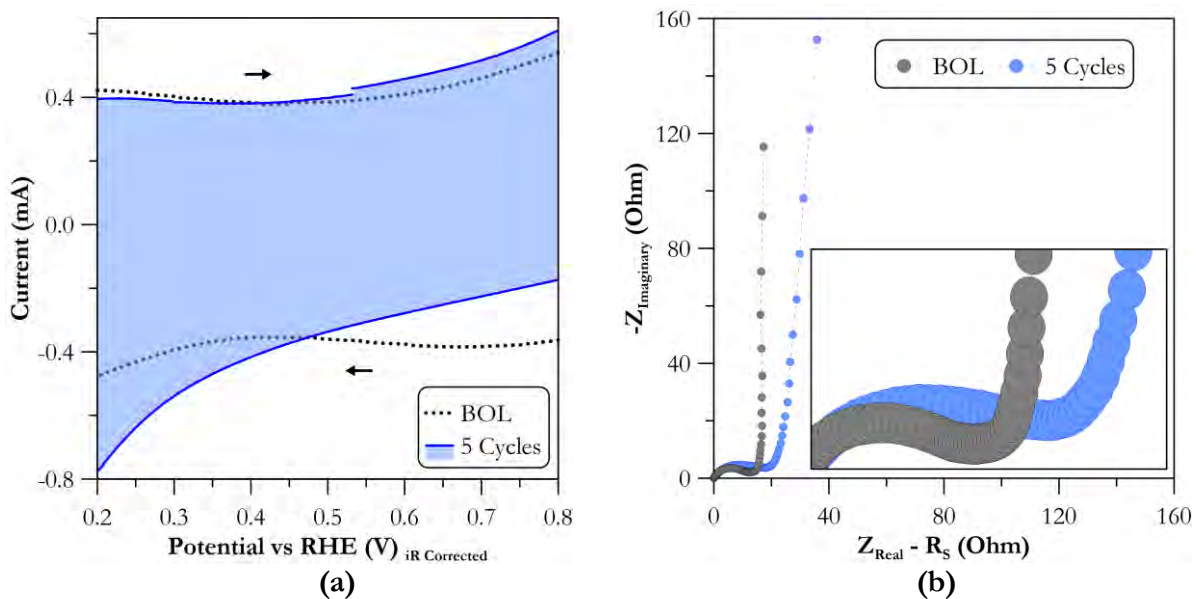 0.4
0.0
-0.4
-0.8
Current (mA)
BOL
5 Cycles
0.2 0.3 0.4 0.5 0.6 0.7 0.8
Potential vs RHE (V) iR Corrected
(a)
160
120
80
40
0
-ZImaginary (Ohm)
BOL 5 Cycles
0 40 80 120 160
ZReal - RS (Ohm)
(b)